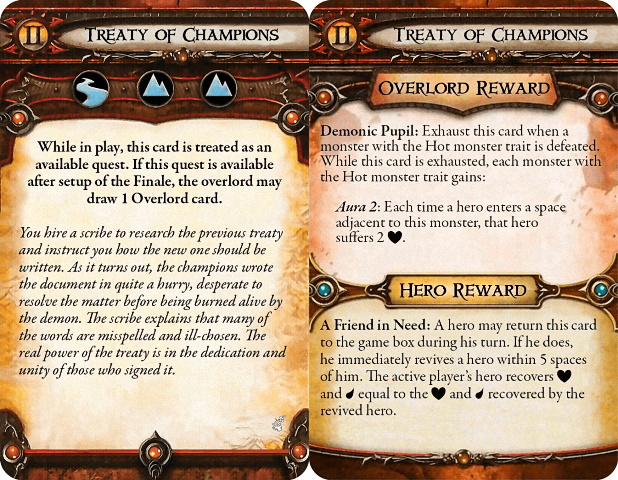 II
Treaty of Champions
While in play, this card is treated as an
available quest. If this quest is available
after setup of the Finale, the overlord may
draw 1 Overlord card.
You hire a scribe to research the previous treaty
and instruct you how the new one should be
written. As it turns out, the champions wrote
the document in quite a hurry, desperate to
resolve the matter before being burned alive by
the demon. The scribe explains that many of
the words are misspelled and ill-chosen. The
real power of the treaty is in the dedication and
unity of those who signed it.
II
Treaty of Champions
Overlord Reward
Demonic Pupil: Exhaust this card when a
monster with the Hot monster trait is defeated.
While this card is exhausted, each monster with
the Hot monster trait gains:
Aura 2: Each time a hero enters a space
adjacent to this monster, that hero
suffers 2 ♥.
Hero Reward
A Friend in Need: A hero may return this card
to the game box during his turn. If he does,
he immediately revives a hero within 5 spaces
of him. The active player's hero recovers ♥
and equal to the ♥ and recovered by the
revived hero.